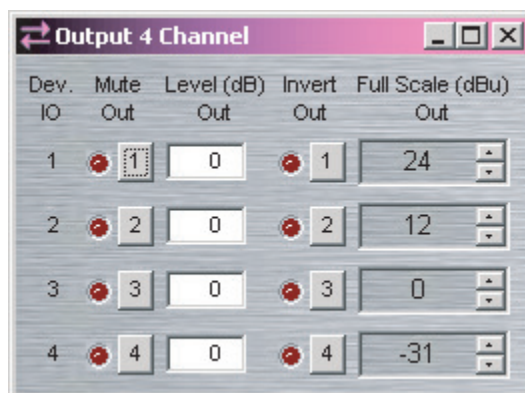 Output 4 Channel
Dev. Mute Level (dB) Invert Full Scale (dBu)
IO Out Out Out Out
1 1 0 1 24
2 2 0 2 12
3 3 0 3 0
4 4 0 4 -31